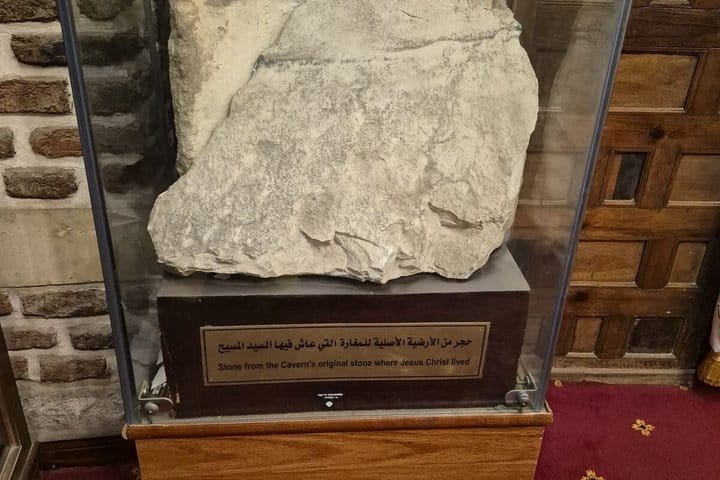 حجر من الأرضية الأصلية للمغارة التي عاش فيها السيد المسيح
Stone from the Cavern's original stone where Jesus Christ lived